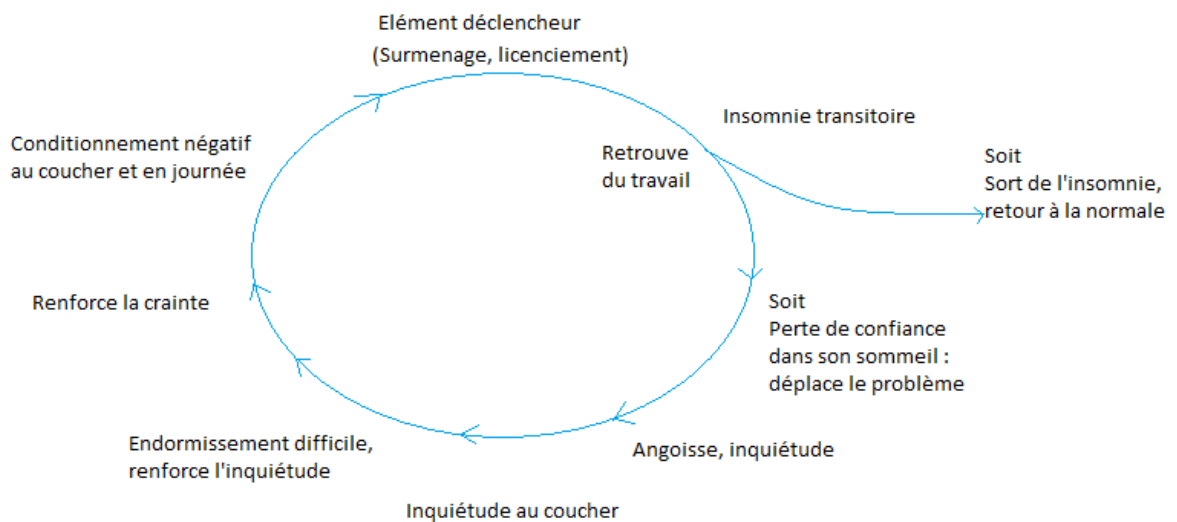 Elément déclencheur
(Surmenage, licenciement)
Insomnie transitoire
Retrouve
du travail
Soit
Sort de l'insomnie,
retour à la normale
Soit
Perte de confiance
dans son sommeil :
déplace le problème
Angoisse, inquiétude
Inquiétude au coucher
Endormissement difficile,
renforce l'inquiétude
Renforce la crainte
Conditionnement négatif
au coucher et en journée